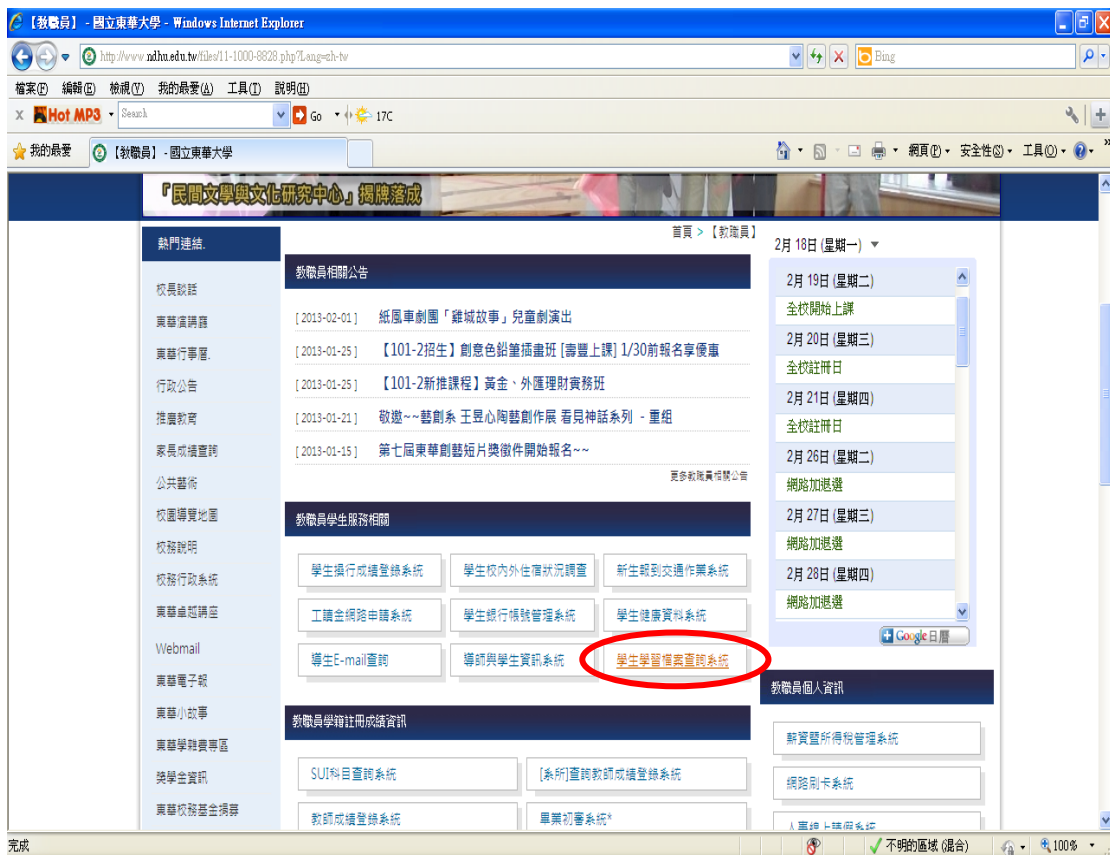 【教職員】 - 國立東華大學 - Windows Internet Explorer
http://www.ndhu.edu.tw/files/11-1000-8828.php?Lang=zh-tw
Bing
檔案(F) 編輯(E) 檢視(V) 我的最愛(A) 工具(T) 說明(H)
x Hot MP3 Search Go 17C
我的最愛 【教職員】 - 國立東華大學 網頁(P) 安全性(S) 工具(O)
『民間文學與文化研究中心』揭牌落成
熱門連結.
校長談話
東華演講廳
東華行事曆.
行政公告
推廣教育
家長成績查詢
公共藝術
校園導覽地圖
校務說明
校務行政系統
東華卓越講座
Webmail
東華電子報
東華小故事
東華學雜費專區
獎學金資訊
東華校務基金捐募
首頁 > 【教職員】
教職員相關公告
[ 2013-02-01 ] 紙風車劇團「雞城故事」兒童劇演出
[ 2013-01-25 ] 【101-2招生】創意色鉛筆插畫班 [壽豐上課] 1/30前報名享優惠
[ 2013-01-25 ] 【101-2新推課程】黃金、外匯理財實務班
[ 2013-01-21 ] 敬邀~~藝創系 王昱心陶藝創作展 看見神話系列 - 重組
[ 2013-01-15 ] 第七屆東華創藝短片獎徵件開始報名~~
更多教職員相關公告
教職員學生服務相關
學生操行成績登錄系統 學生校內外住宿狀況調查 新生報到交通作業系統
工讀金網路申請系統 學生銀行帳號管理系統 學生健康資料系統
導生E-mail查詢 導師與學生資訊系統 學生學習檔案查詢系統
教職員學籍註冊成績資訊
SUI科目查詢系統 [系所]查詢教師成績登錄系統
教師成績登錄系統 畢業初審系統*
2月 18日 (星期一)
2月 19日 (星期二)
全校開始上課
2月 20日 (星期三)
全校註冊日
2月 21日 (星期四)
全校註冊日
2月 26日 (星期二)
網路加退選
2月 27日 (星期三)
網路加退選
2月 28日 (星期四)
網路加退選
Google 日曆
教職員個人資訊
薪資暨所得稅管理系統
網路刷卡系統
人事線上請假系統
完成 不明的區域 (混合) 100%